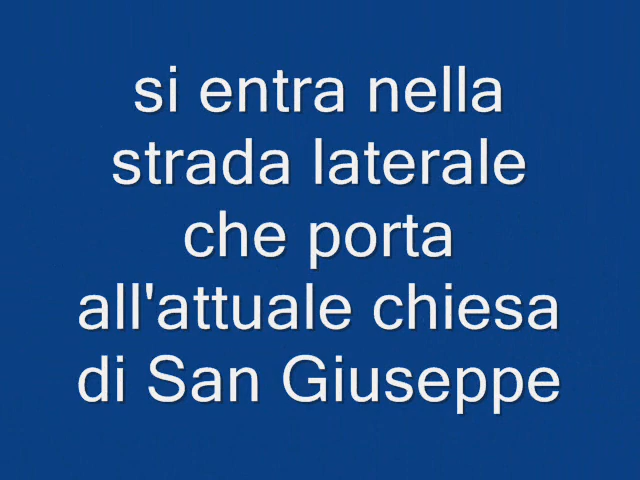 si entra nella
strada laterale
che porta
all'attuale chiesa
di San Giuseppe